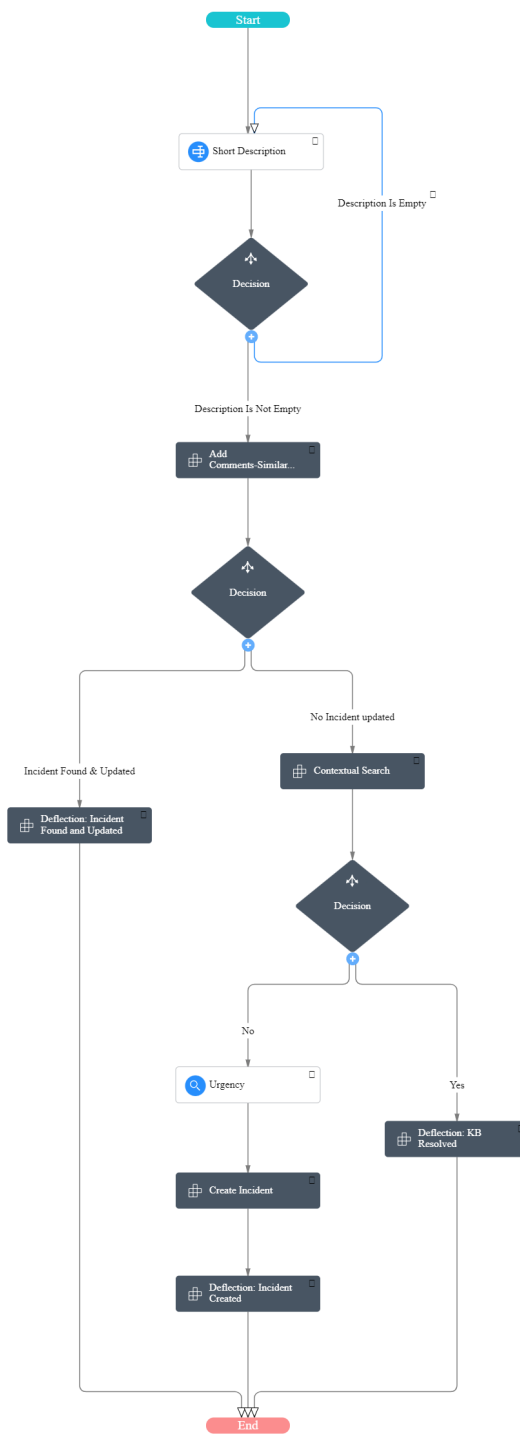 Start
Short Description
Description Is Empty
Decision
Description Is Not Empty
Add
Comments-Similar...
Decision
No Incident updated
Incident Found & Updated
Contextual Search
Deflection: Incident
Found and Updated
Decision
No
Urgency
Yes
Deflection: KB
Resolved
Create Incident
Deflection: Incident
Created
End